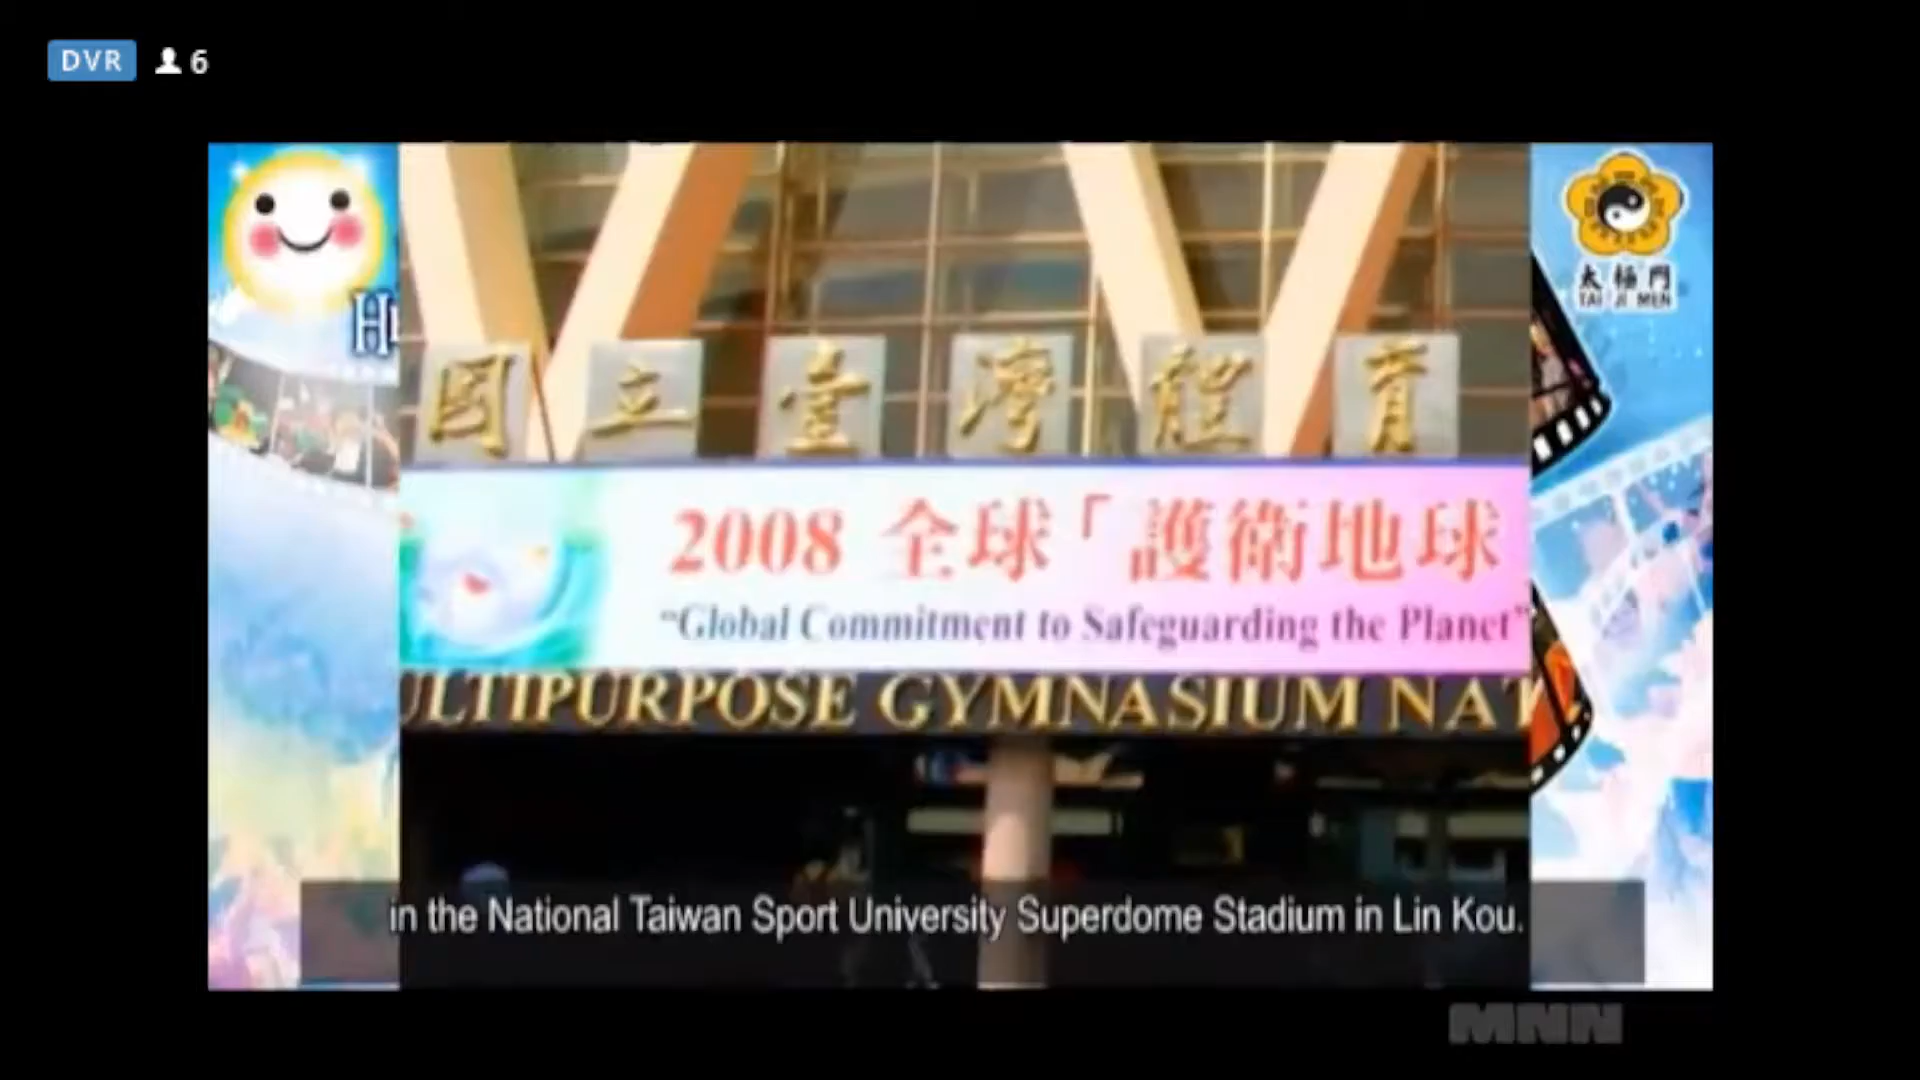 DVR 6
太極門
TAI JI MEN
國立臺灣體育
2008 全球「護衛地球
“Global Commitment to Safeguarding the Planet”
ULTIPURPOSE GYMNASIUM NAT
in the National Taiwan Sport University Superdome Stadium in Lin Kou.
MNN